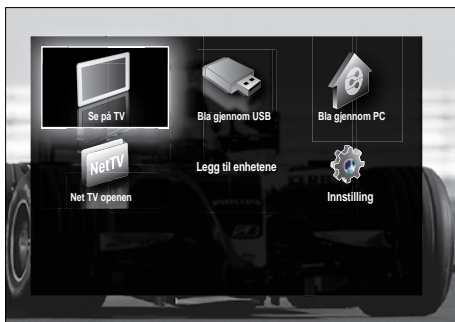 Se på TV
Bla gjennom USB
Bla gjennom PC
NetTV
Net TV openen
Legg til enhetene
Innstilling